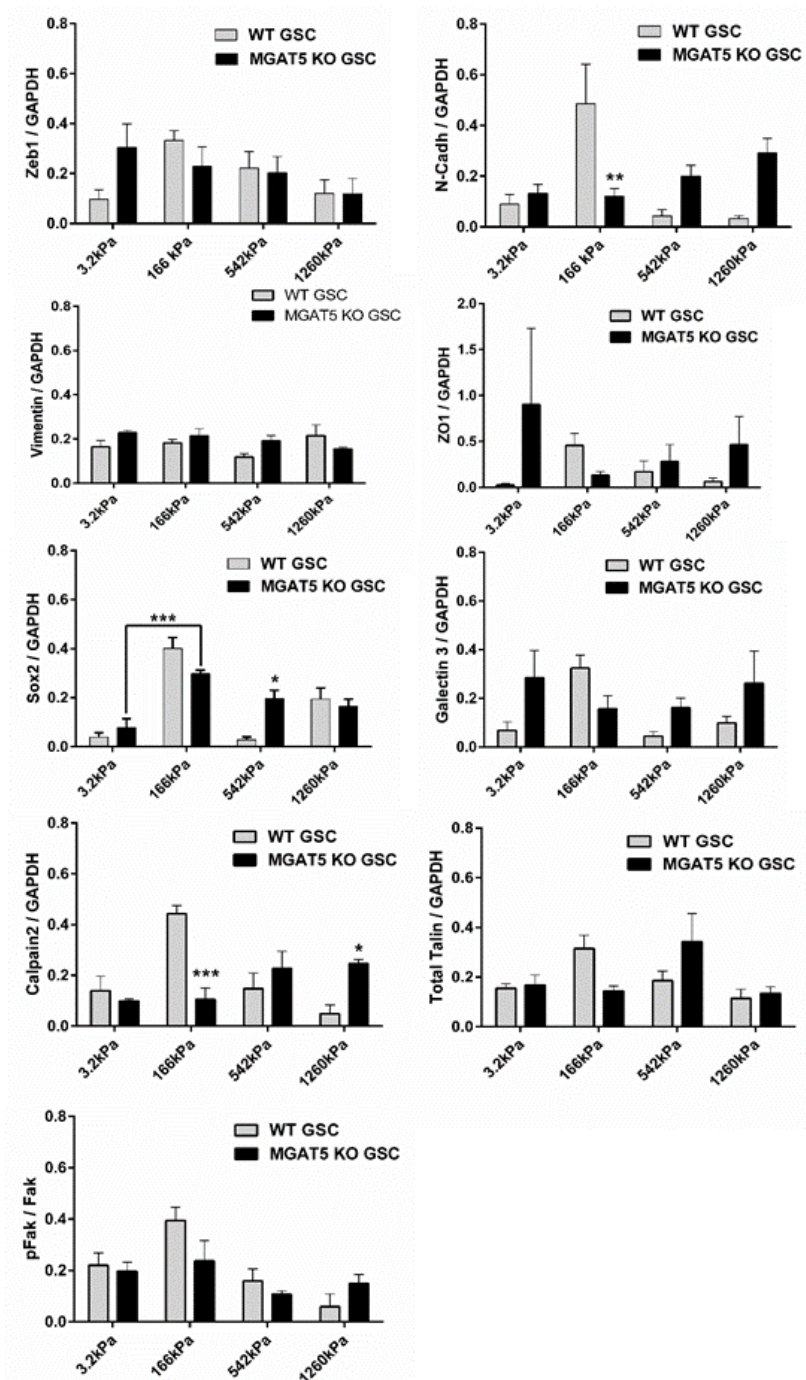 Zeb1 / GAPDH
0.8
0.6
0.4
0.2
0.0
WT GSC
MGAT5 KO GSC
3.2kPa
166 kPa
542kPa
1260kPa
N-Cadh / GAPDH
0.8
0.6
0.4
0.2
0.0
WT GSC
MGAT5 KO GSC
**
3.2kPa
166 kPa
542kPa
1260kPa
Vimentin / GAPDH
0.8
0.6
0.4
0.2
0.0
WT GSC
MGAT5 KO GSC
3.2kPa
166kPa
542kPa
1260kPa
ZO1 / GAPDH
2.0
1.5
1.0
0.5
0.0
WT GSC
MGAT5 KO GSC
3.2kPa
166kPa
542kPa
1260kPa
Sox2 / GAPDH
0.8
0.6
0.4
0.2
0.0
WT GSC
MGAT5 KO GSC
***
*
3.2kPa
166kPa
542kPa
1260kPa
Galectin 3 / GAPDH
0.8
0.6
0.4
0.2
0.0
WT GSC
MGAT5 KO GSC
3.2kPa
166kPa
542kPa
1260kPa
Calpain2 / GAPDH
0.8
0.6
0.4
0.2
0.0
WT GSC
MGAT5 KO GSC
***
*
3.2kPa
166kPa
542kPa
1260kPa
Total Talin / GAPDH
0.8
0.6
0.4
0.2
0.0
WT GSC
MGAT5 KO GSC
3.2kPa
166kPa
542kPa
1260kPa
pFak / Fak
0.8
0.6
0.4
0.2
0.0
WT GSC
MGAT5 KO GSC
3.2kPa
166kPa
542kPa
1260kPa